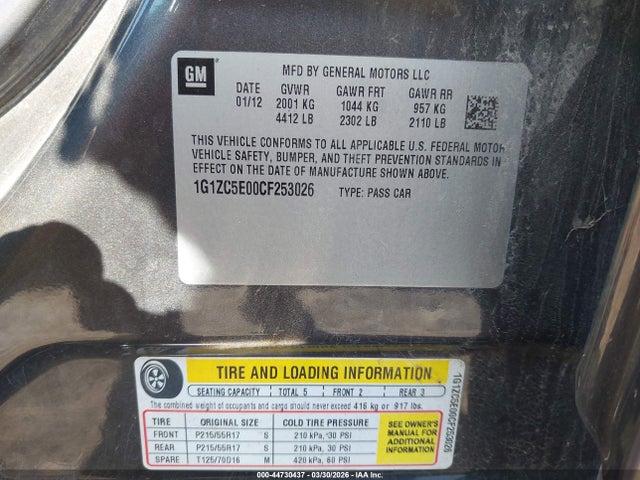 GM
MFD BY GENERAL MOTORS LLC
DATE GVWR GAWR FRT GAWR RR
01/12 2001 KG 1044 KG 957 KG
4412 LB 2302 LB 2110 LB
THIS VEHICLE CONFORMS TO ALL APPLICABLE U.S. FEDERAL MOTOR
VEHICLE SAFETY, BUMPER, AND THEFT PREVENTION STANDARDS IN
EFFECT ON THE DATE OF MANUFACTURE SHOWN ABOVE.
1G1ZC5E00CF253026 TYPE: PASS CAR
TIRE AND LOADING INFORMATION
SEATING CAPACITY TOTAL 5 FRONT 2 REAR 3
The combined weight of occupants and cargo should never exceed 416 kg or 917 lbs.
TIRE ORIGINAL SIZE COLD TIRE PRESSURE
FRONT P215/55R17 S 210 kPa, 30 PSI
REAR P215/55R17 S 210 kPa, 30 PSI
SPARE T125/70D16 M 420 kPa, 60 PSI
SEE OWNER'S
MANUAL FOR
ADDITIONAL
INFORMATION
1G1ZC5E00CF253026
000-44730437 - 03/30/2026 - IAAI Copart